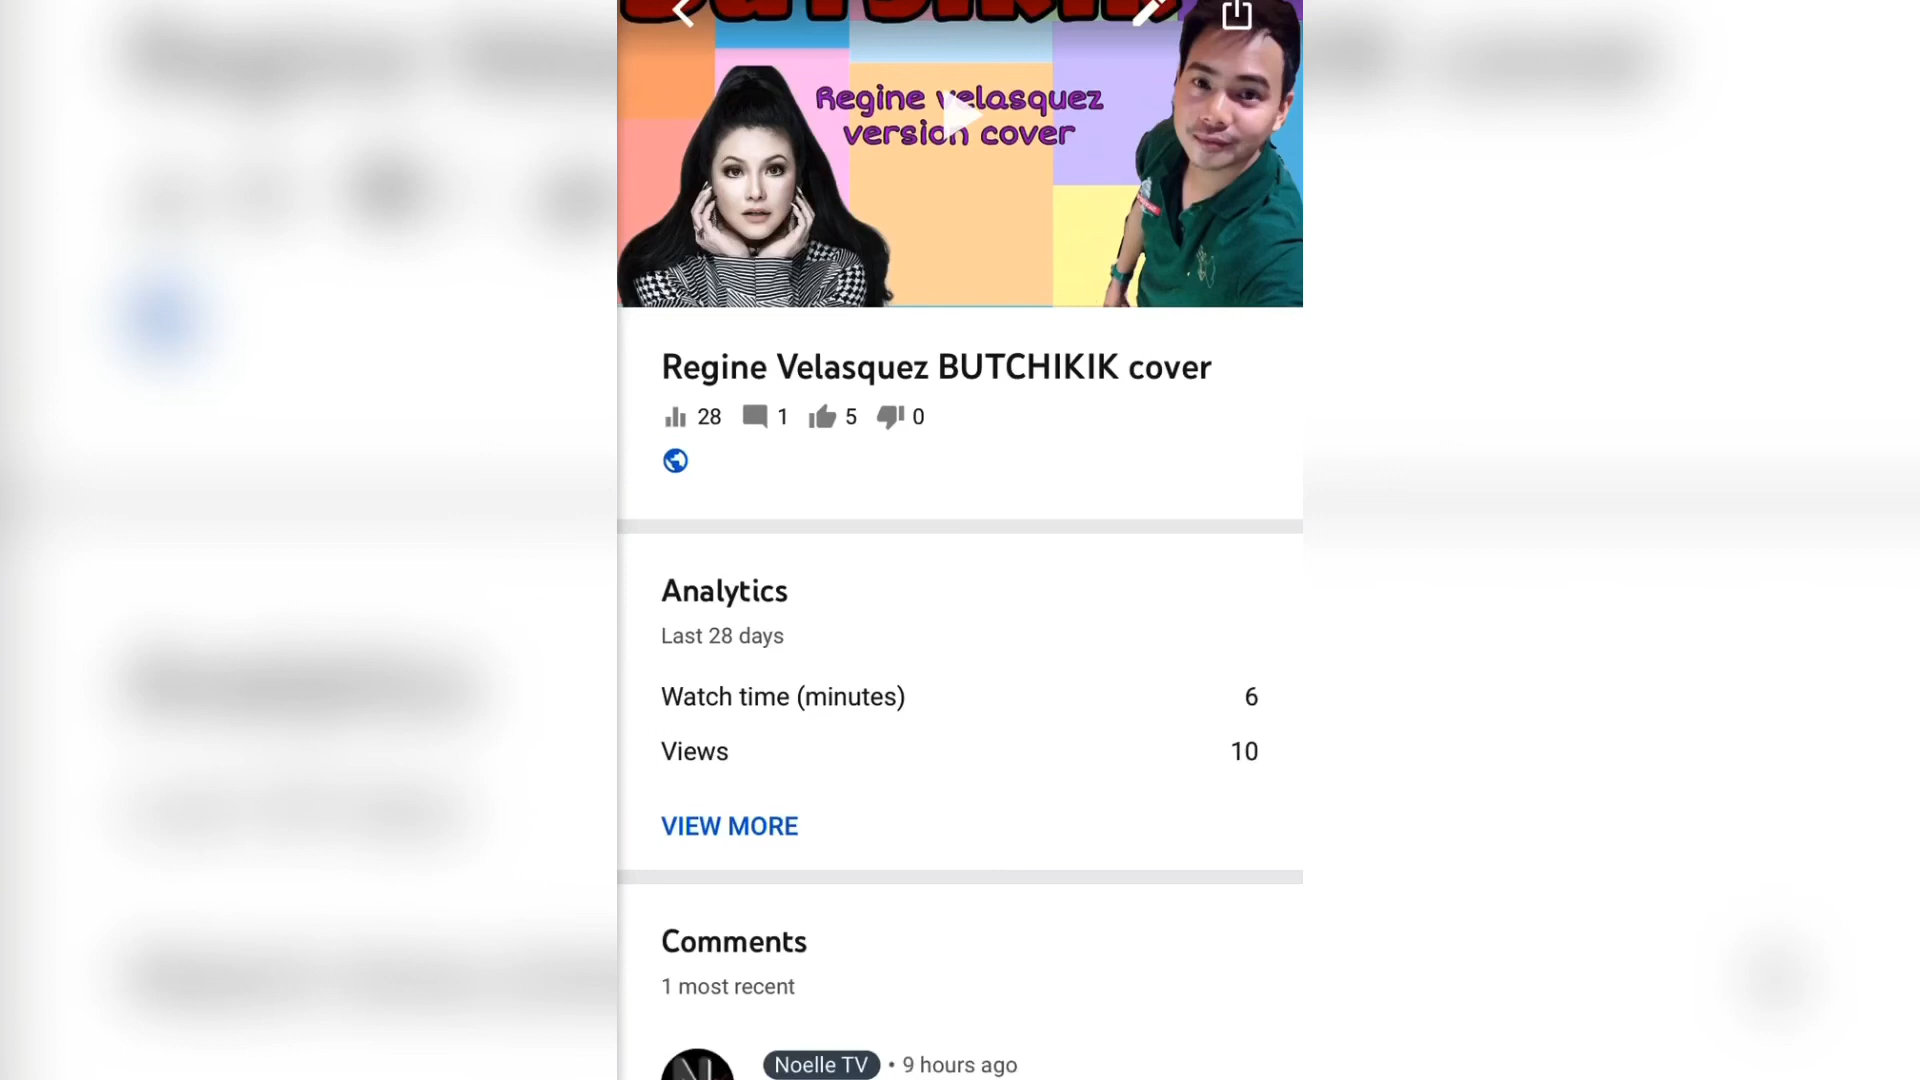 BUTCHIKIK
Regine velasquez
version cover
Regine Velasquez BUTCHIKIK cover
28 1 5 0
Analytics
Last 28 days
Watch time (minutes) 6
Views 10
VIEW MORE
Comments
1 most recent
Noelle TV • 9 hours ago